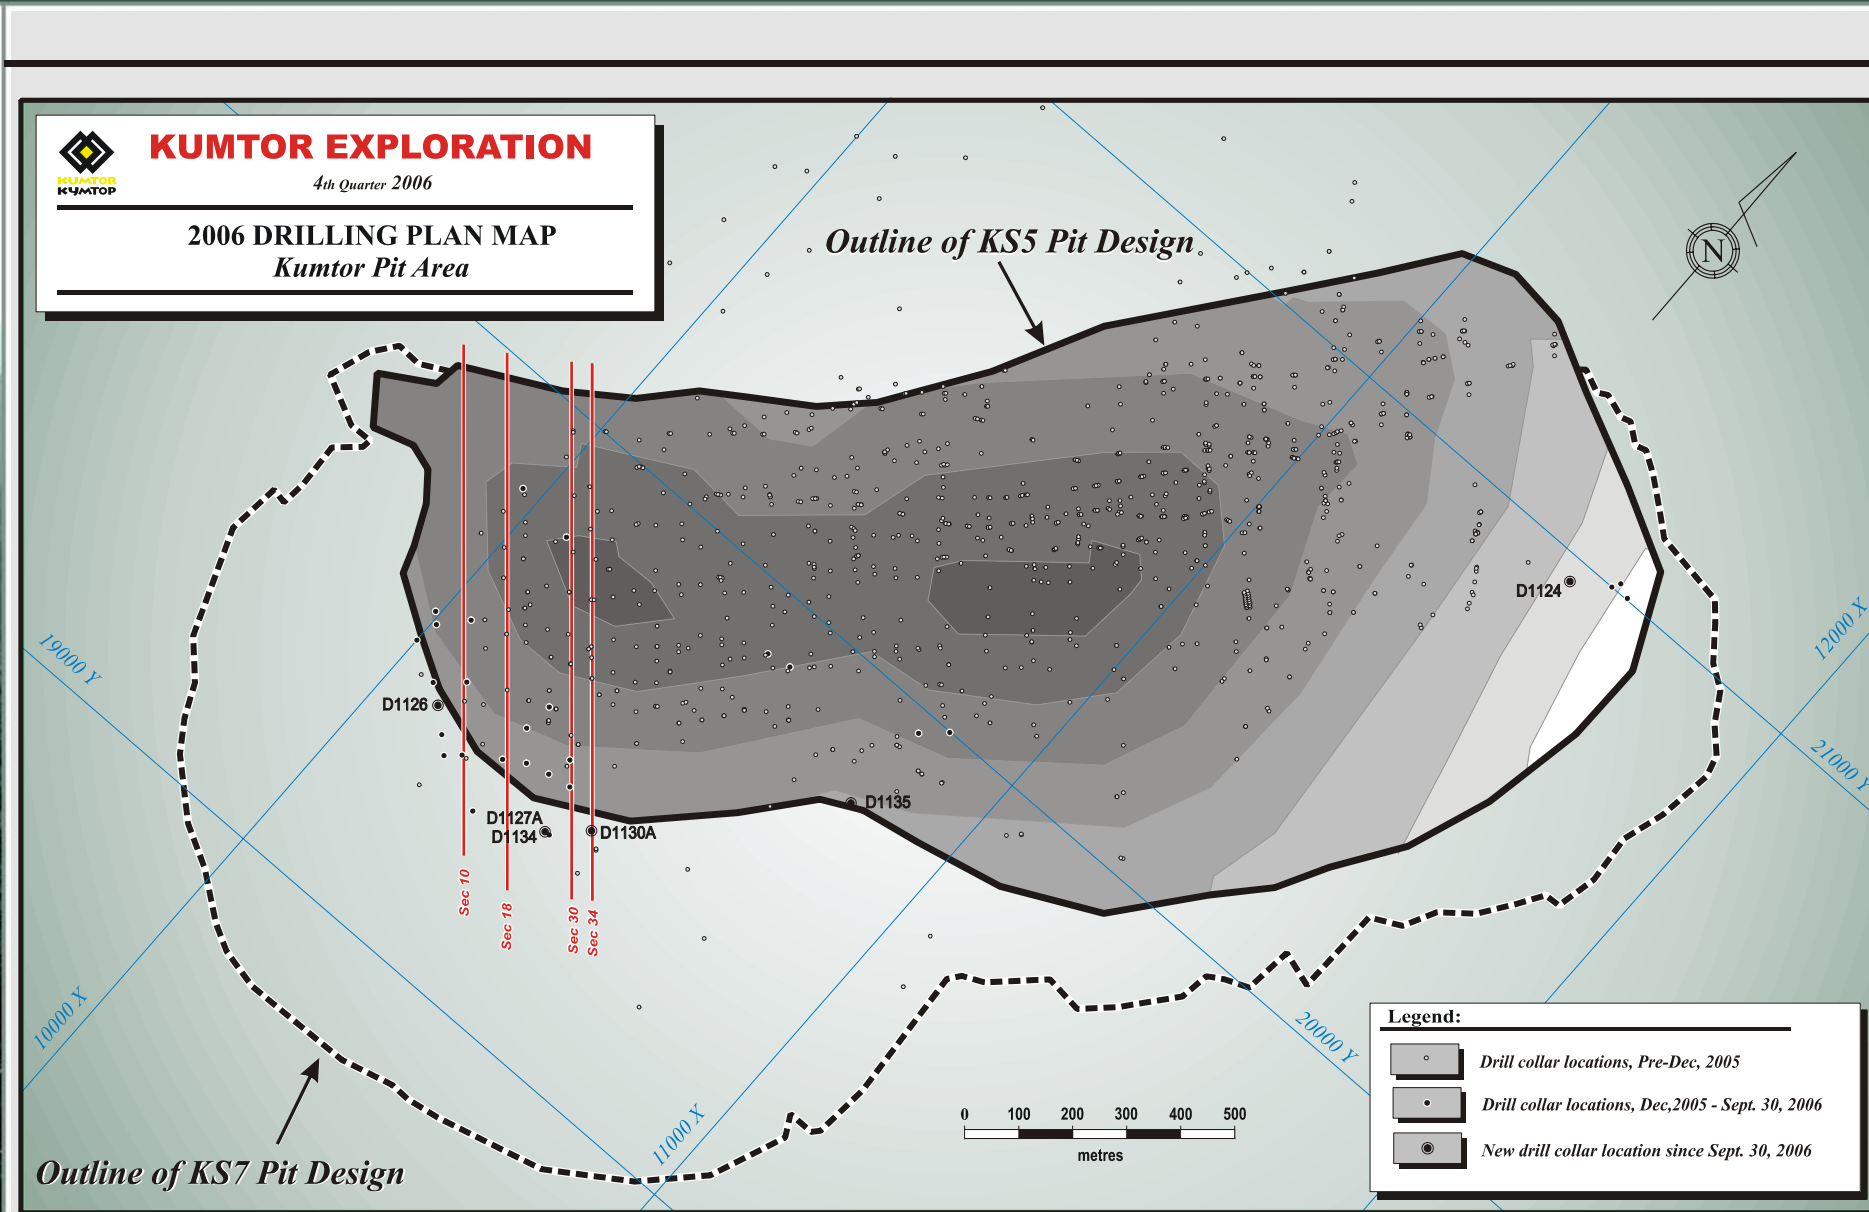 KUMTOR EXPLORATION
KUMTOR
КУМТОР
4th Quarter 2006
2006 DRILLING PLAN MAP
Kumtor Pit Area
Outline of KS5 Pit Design
N
D1124
12000 X
19000 Y
D1126
21000 Y
D1135
D1127A
D1134
D1130A
Sec 10
Sec 18
Sec 30
Sec 34
10000 X
20000 Y
11000 X
Outline of KS7 Pit Design
0 100 200 300 400 500
metres
Legend:
Drill collar locations, Pre-Dec, 2005
Drill collar locations, Dec,2005 - Sept. 30, 2006
New drill collar location since Sept. 30, 2006